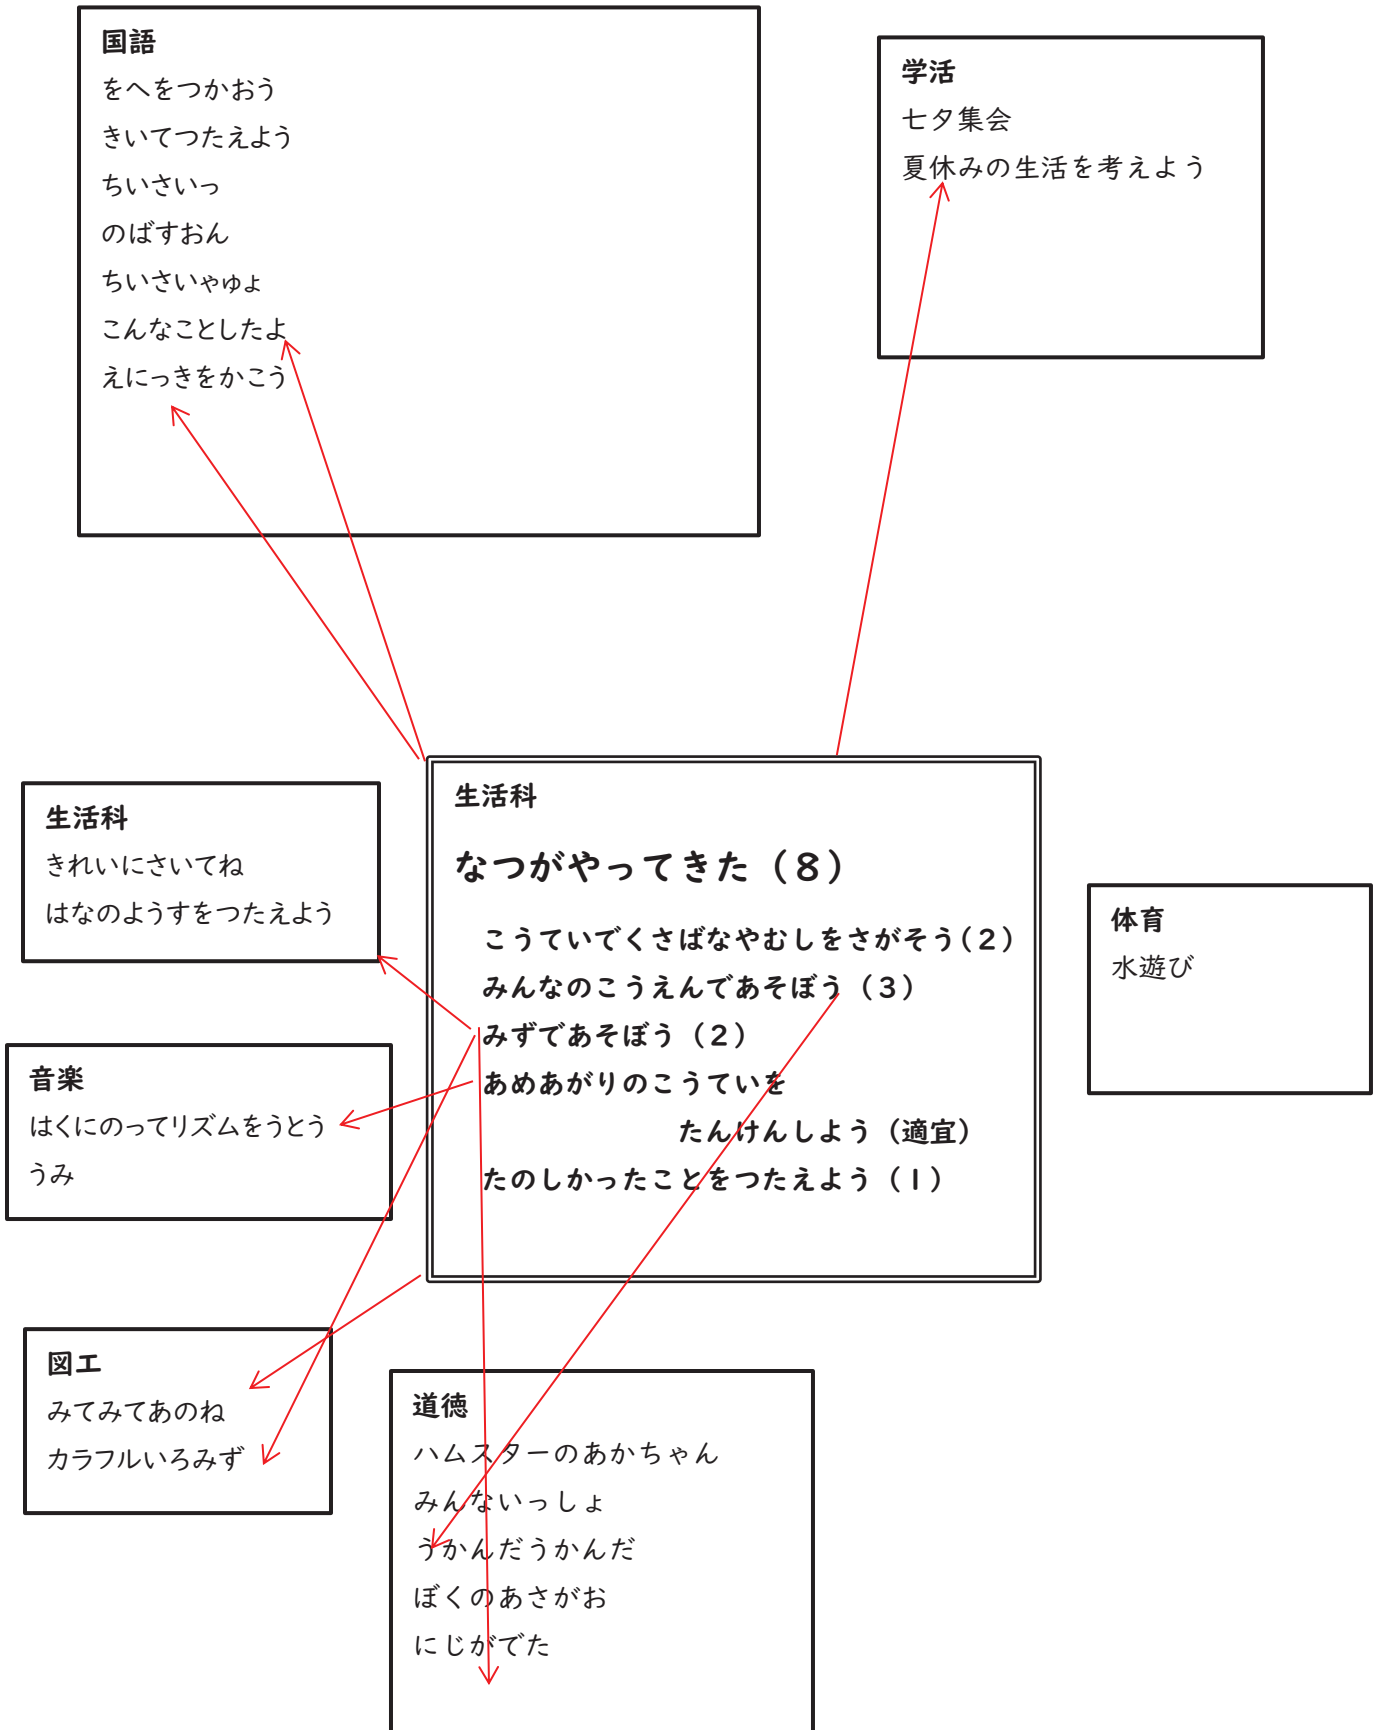 国語
をへをつかおう
きいてつたえよう
ちいさいっ
のばすおん
ちいさいゃゅょ
こんなことしたよ
えにっきをかこう
学活
七夕集会
夏休みの生活を考えよう
生活科
きれいにさいてね
はなのようすをつたえよう
生活科
なつがやってきた（８）
こうていでくさばなやむしをさがそう（２）
みんなのこうえんであそぼう（３）
みずであそぼう（２）
あめあがりのこうていを
たんけんしよう（適宜）
たのしかったことをつたえよう（１）
体育
水遊び
音楽
はくにのってリズムをうとう
うみ
図工
みてみてあのね
カラフルいろみず
道徳
ハムスターのあかちゃん
みんないっしょ
うかんだうかんだ
ぼくのあさがお
にじがでた